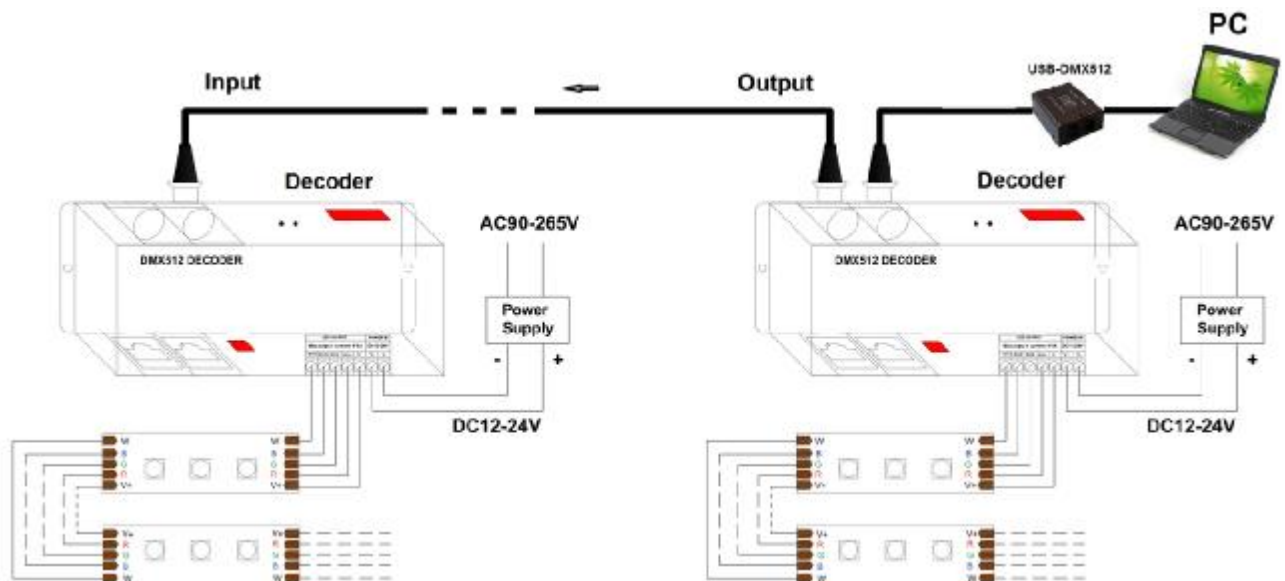 PC
USB-DMX512
Input
Output
Decoder
Decoder
AC90-265V
AC90-265V
DMX512 DECODER
DMX512 DECODER
Power
Supply
Power
Supply
-
+
-
+
DC12-24V
DC12-24V
W
B
G
R
V+
W
B
G
R
V+
W
B
G
R
V+
W
B
G
R
V+
V+
R
G
B
W
V+
R
G
B
W
V+
R
G
B
W
V+
R
G
B
W